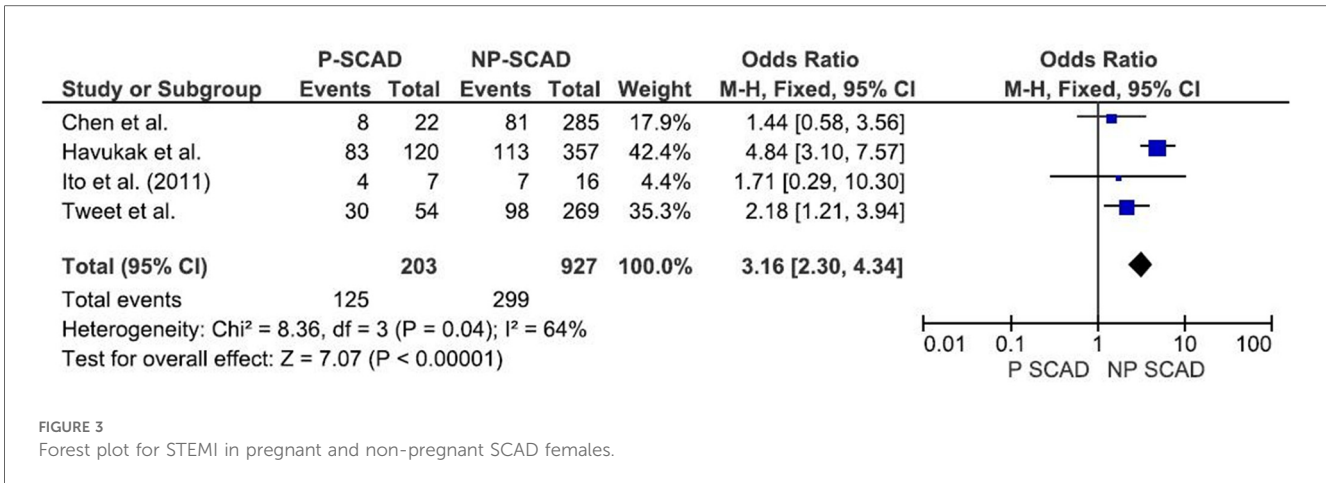 P-SCAD NP-SCAD Odds Ratio Odds Ratio
Study or Subgroup Events Total Events Total Weight M-H, Fixed, 95% CI M-H, Fixed, 95% CI
Chen et al. 8 22 81 285 17.9% 1.44 [0.58, 3.56]
Havukak et al. 83 120 113 357 42.4% 4.84 [3.10, 7.57]
Ito et al. (2011) 4 7 7 16 4.4% 1.71 [0.29, 10.30]
Tweet et al. 30 54 98 269 35.3% 2.18 [1.21, 3.94]
Total (95% CI) 203 927 100.0% 3.16 [2.30, 4.34]
Total events 125 299
Heterogeneity: Chi² = 8.36, df = 3 (P = 0.04); I² = 64%
Test for overall effect: Z = 7.07 (P < 0.00001)
0.01 0.1 1 10 100
P SCAD NP SCAD
FIGURE 3
Forest plot for STEMI in pregnant and non-pregnant SCAD females.